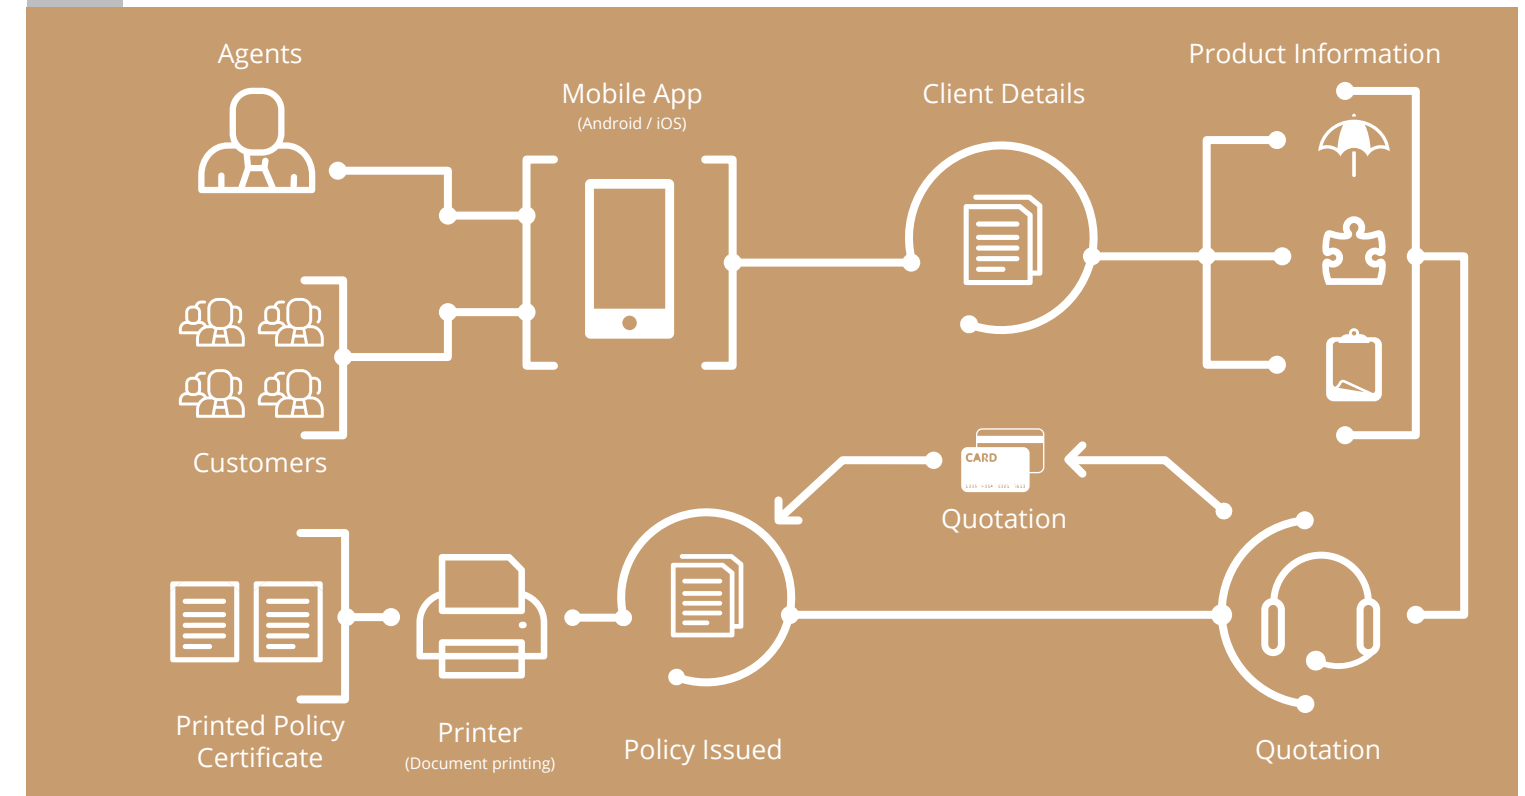 Agents
Mobile App
(Android / iOS)
Client Details
Product Information
Customers
CARD
Quotation
Printed Policy
Certificate
Printer
(Document printing)
Policy Issued
Quotation